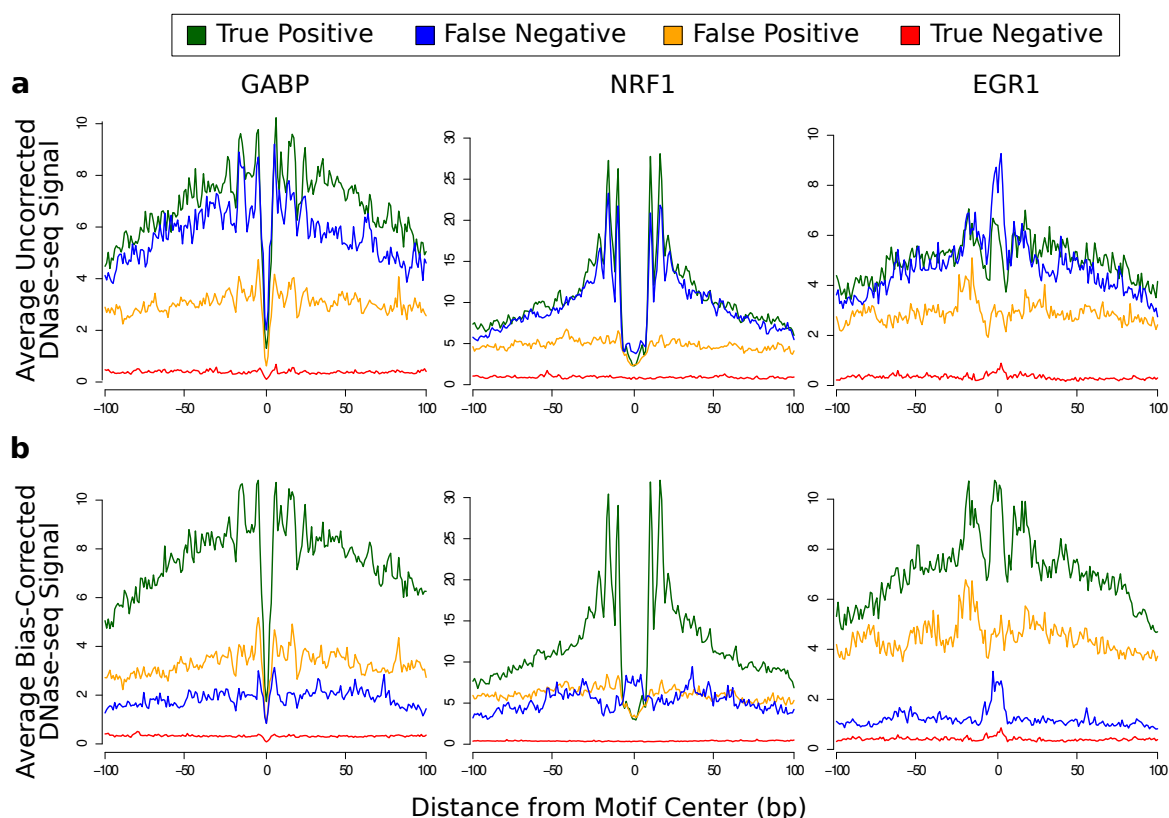 True Positive False Negative False Positive True Negative
a GABP NRF1 EGR1
Average Uncorrected
DNase-seq Signal
0 2 4 6 8 10
0 5 10 15 20 25 30
0 2 4 6 8 10
−100 −50 0 50 100
−100 −50 0 50 100
−100 −50 0 50 100
b
Average Bias-Corrected
DNase-seq Signal
0 2 4 6 8 10
0 5 10 15 20 25 30
0 2 4 6 8 10
−100 −50 0 50 100
−100 −50 0 50 100
−100 −50 0 50 100
Distance from Motif Center (bp)